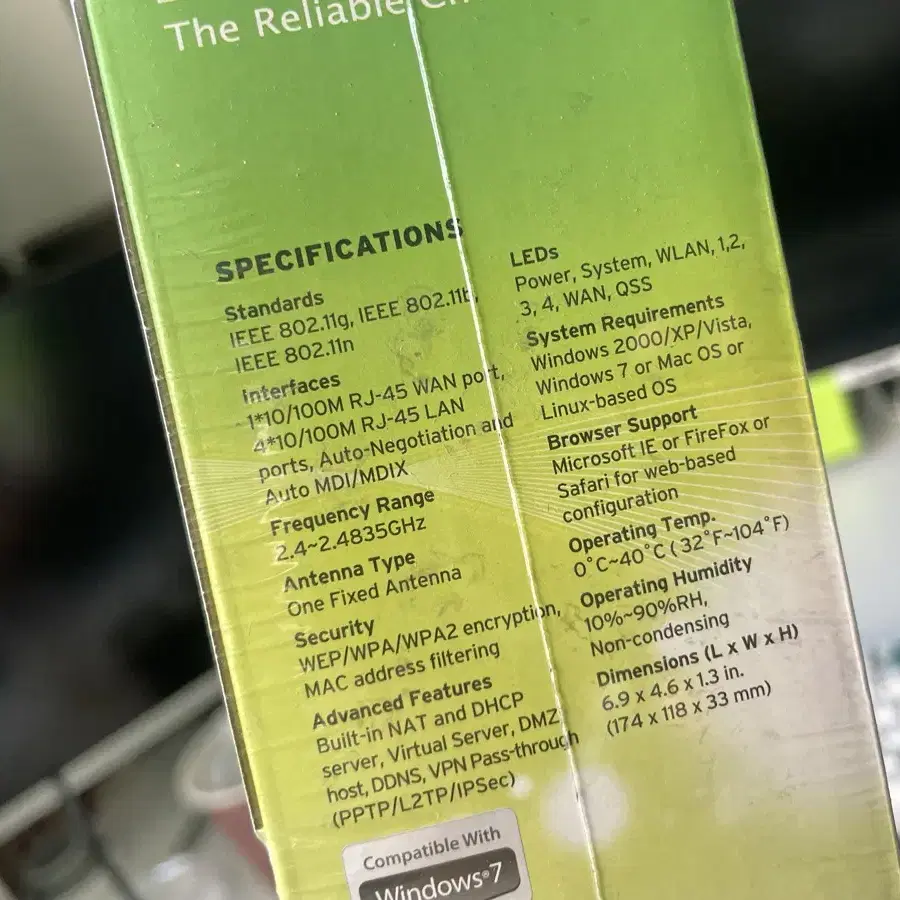 The Reliable
SPECIFICATIONS
Standards
IEEE 802.11g, IEEE 802.11b,
IEEE 802.11n
Interfaces
1*10/100M RJ-45 WAN port,
4*10/100M RJ-45 LAN
ports, Auto-Negotiation and
Auto MDI/MDIX
Frequency Range
2.4~2.4835GHz
Antenna Type
One Fixed Antenna
Security
WEP/WPA/WPA2 encryption,
MAC address filtering
Advanced Features
Built-in NAT and DHCP
server, Virtual Server, DMZ
host, DDNS, VPN Pass-through
(PPTP/L2TP/IPSec)
LEDs
Power, System, WLAN, 1,2,
3, 4, WAN, QSS
System Requirements
Windows 2000/XP/Vista,
Windows 7 or Mac OS or
Linux-based OS
Browser Support
Microsoft IE or FireFox or
Safari for web-based
configuration
Operating Temp.
0°C~40°C ( 32°F~104°F)
Operating Humidity
10%~90%RH,
Non-condensing
Dimensions (L x W x H)
6.9 x 4.6 x 1.3 in.
(174 x 118 x 33 mm)
Compatible With
Windows®7